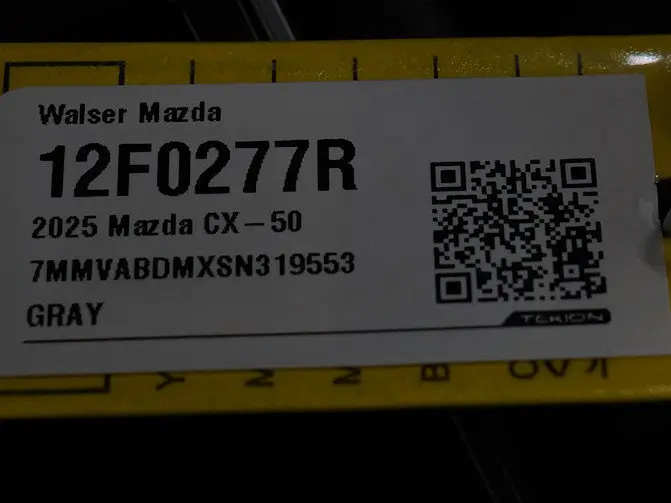 Walser Mazda
12F0277R
2025 Mazda CX-50
7MMVABDMXSN319553
GRAY
TEKION